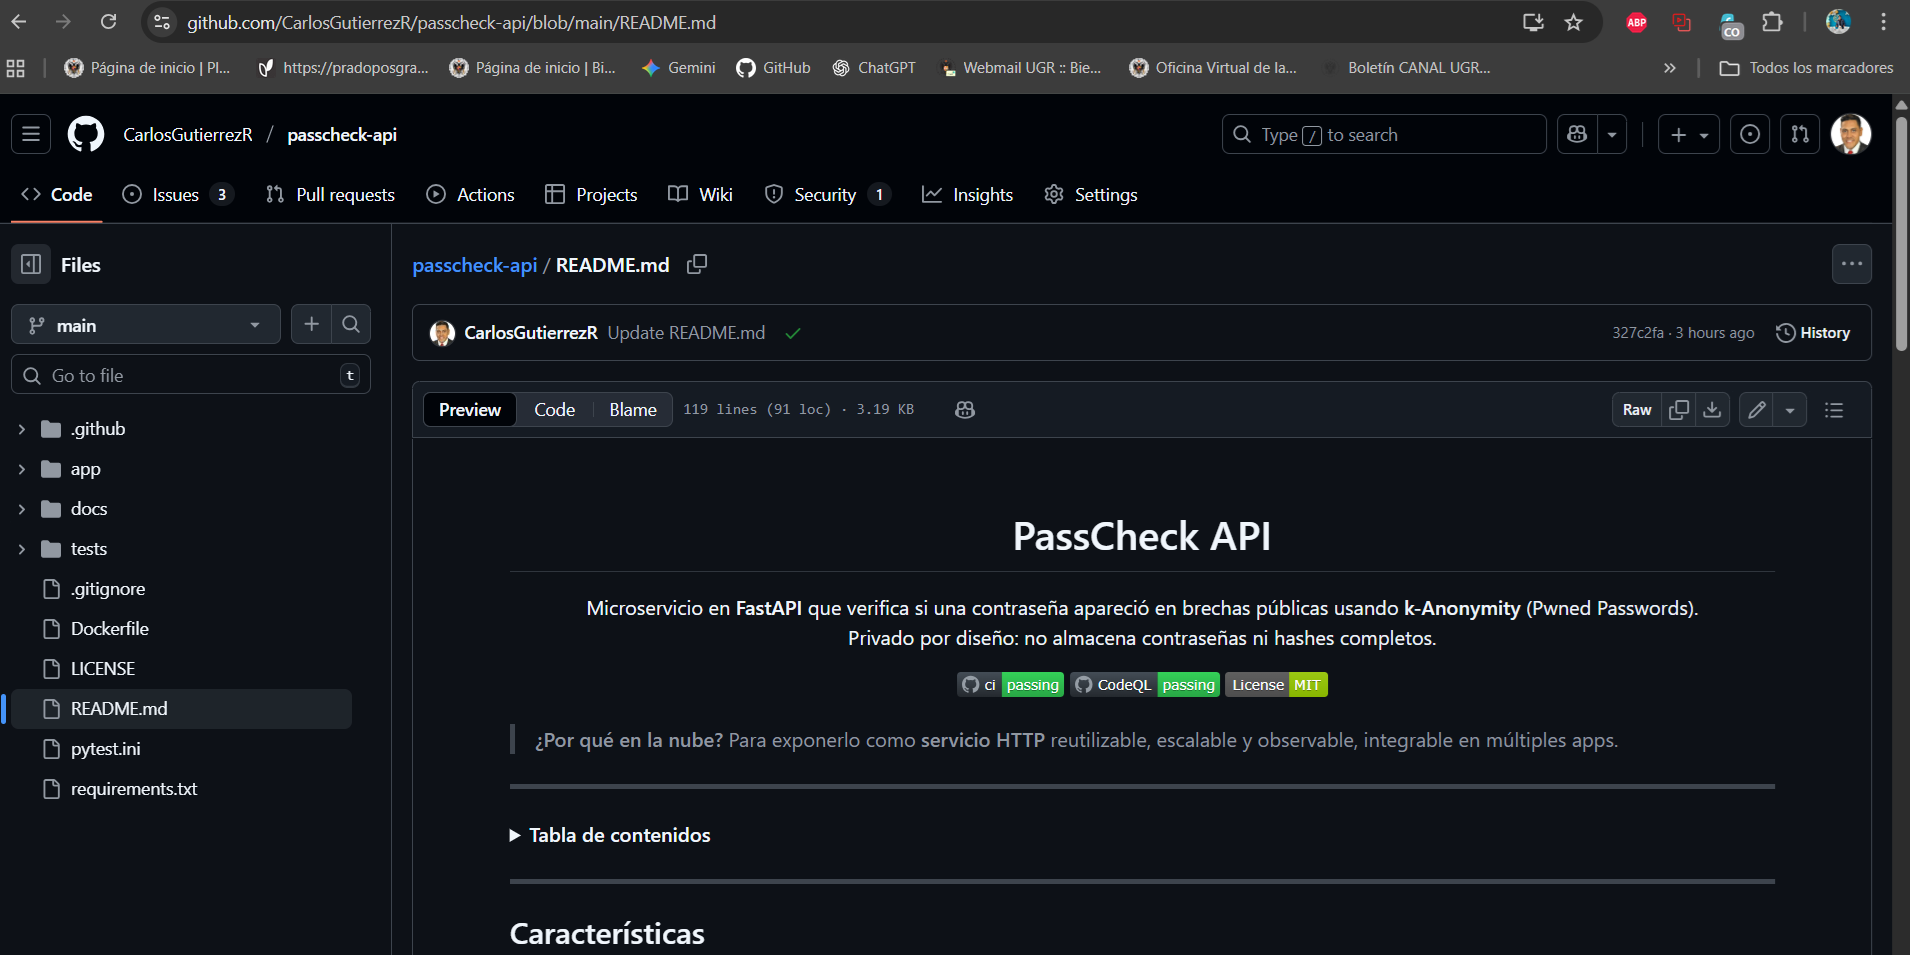 github.com/CarlosGutierrezR/passcheck-api/blob/main/README.md
ABP
CO
Página de inicio | Pl...
https://pradoposgra...
Página de inicio | Bi...
Gemini
GitHub
ChatGPT
Webmail UGR :: Bie...
Oficina Virtual de la...
Boletín CANAL UGR...
»
Todos los marcadores
CarlosGutierrezR / passcheck-api
Type / to search
Code
Issues 3
Pull requests
Actions
Projects
Wiki
Security 1
Insights
Settings
Files
main
Go to file
t
.github
app
docs
tests
.gitignore
Dockerfile
LICENSE
README.md
pytest.ini
requirements.txt
passcheck-api / README.md
CarlosGutierrezR Update README.md
327c2fa · 3 hours ago
History
Preview
Code
Blame
119 lines (91 loc) · 3.19 KB
Raw
PassCheck API
Microservicio en FastAPI que verifica si una contraseña apareció en brechas públicas usando k-Anonymity (Pwned Passwords).
Privado por diseño: no almacena contraseñas ni hashes completos.
ci passing
CodeQL passing
License MIT
¿Por qué en la nube? Para exponerlo como servicio HTTP reutilizable, escalable y observable, integrable en múltiples apps.
Tabla de contenidos
Características